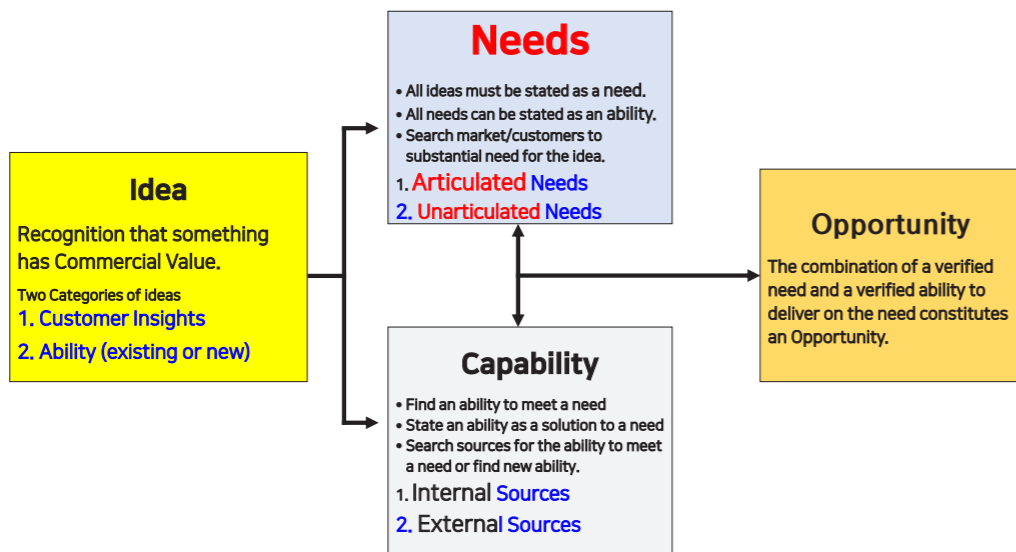 Idea
Recognition that something
has Commercial Value.
Two Categories of ideas
1. Customer Insights
2. Ability (existing or new)
Needs
• All ideas must be stated as a need.
• All needs can be stated as an ability.
• Search market/customers to
substantial need for the idea.
1. Articulated Needs
2. Unarticulated Needs
Capability
• Find an ability to meet a need
• State an ability as a solution to a need
• Search sources for the ability to meet
a need or find new ability.
1. Internal Sources
2. External Sources
Opportunity
The combination of a verified
need and a verified ability to
deliver on the need constitutes
an Opportunity.